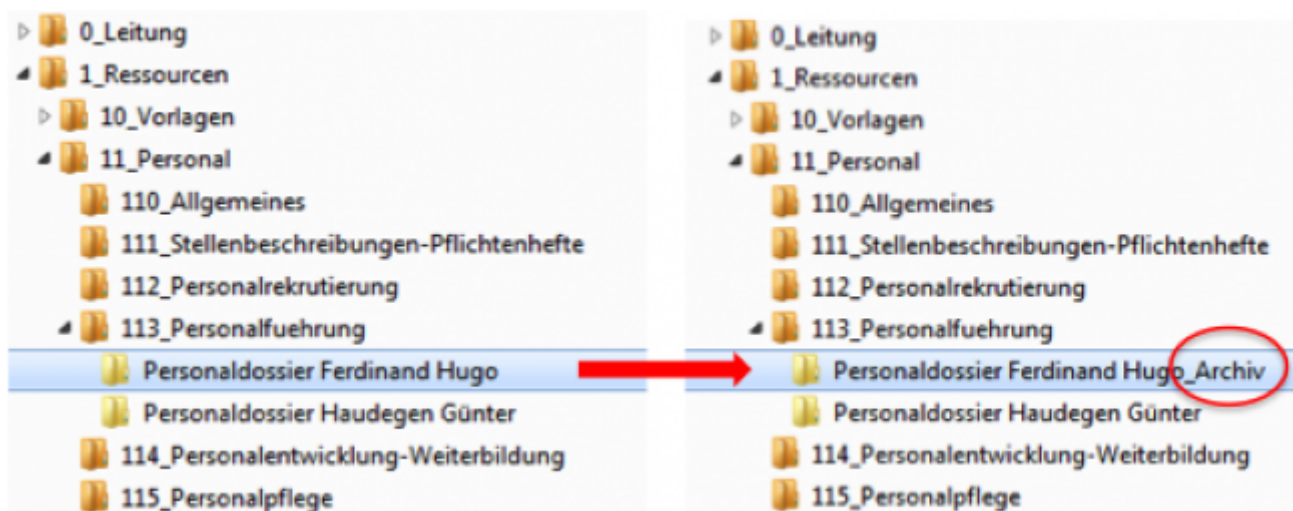 0_Leitung
1_Ressourcen
10_Vorlagen
11_Personal
110_Allgemeines
111_Stellenbeschreibungen-Pflichtenhefte
112_Personalrekrutierung
113_Personalfuehrung
Personaldossier Ferdinand Hugo
Personaldossier Haudegen Günter
114_Personalentwicklung-Weiterbildung
115_Personalpflege
0_Leitung
1_Ressourcen
10_Vorlagen
11_Personal
110_Allgemeines
111_Stellenbeschreibungen-Pflichtenhefte
112_Personalrekrutierung
113_Personalfuehrung
Personaldossier Ferdinand Hugo_Archiv
Personaldossier Haudegen Günter
114_Personalentwicklung-Weiterbildung
115_Personalpflege